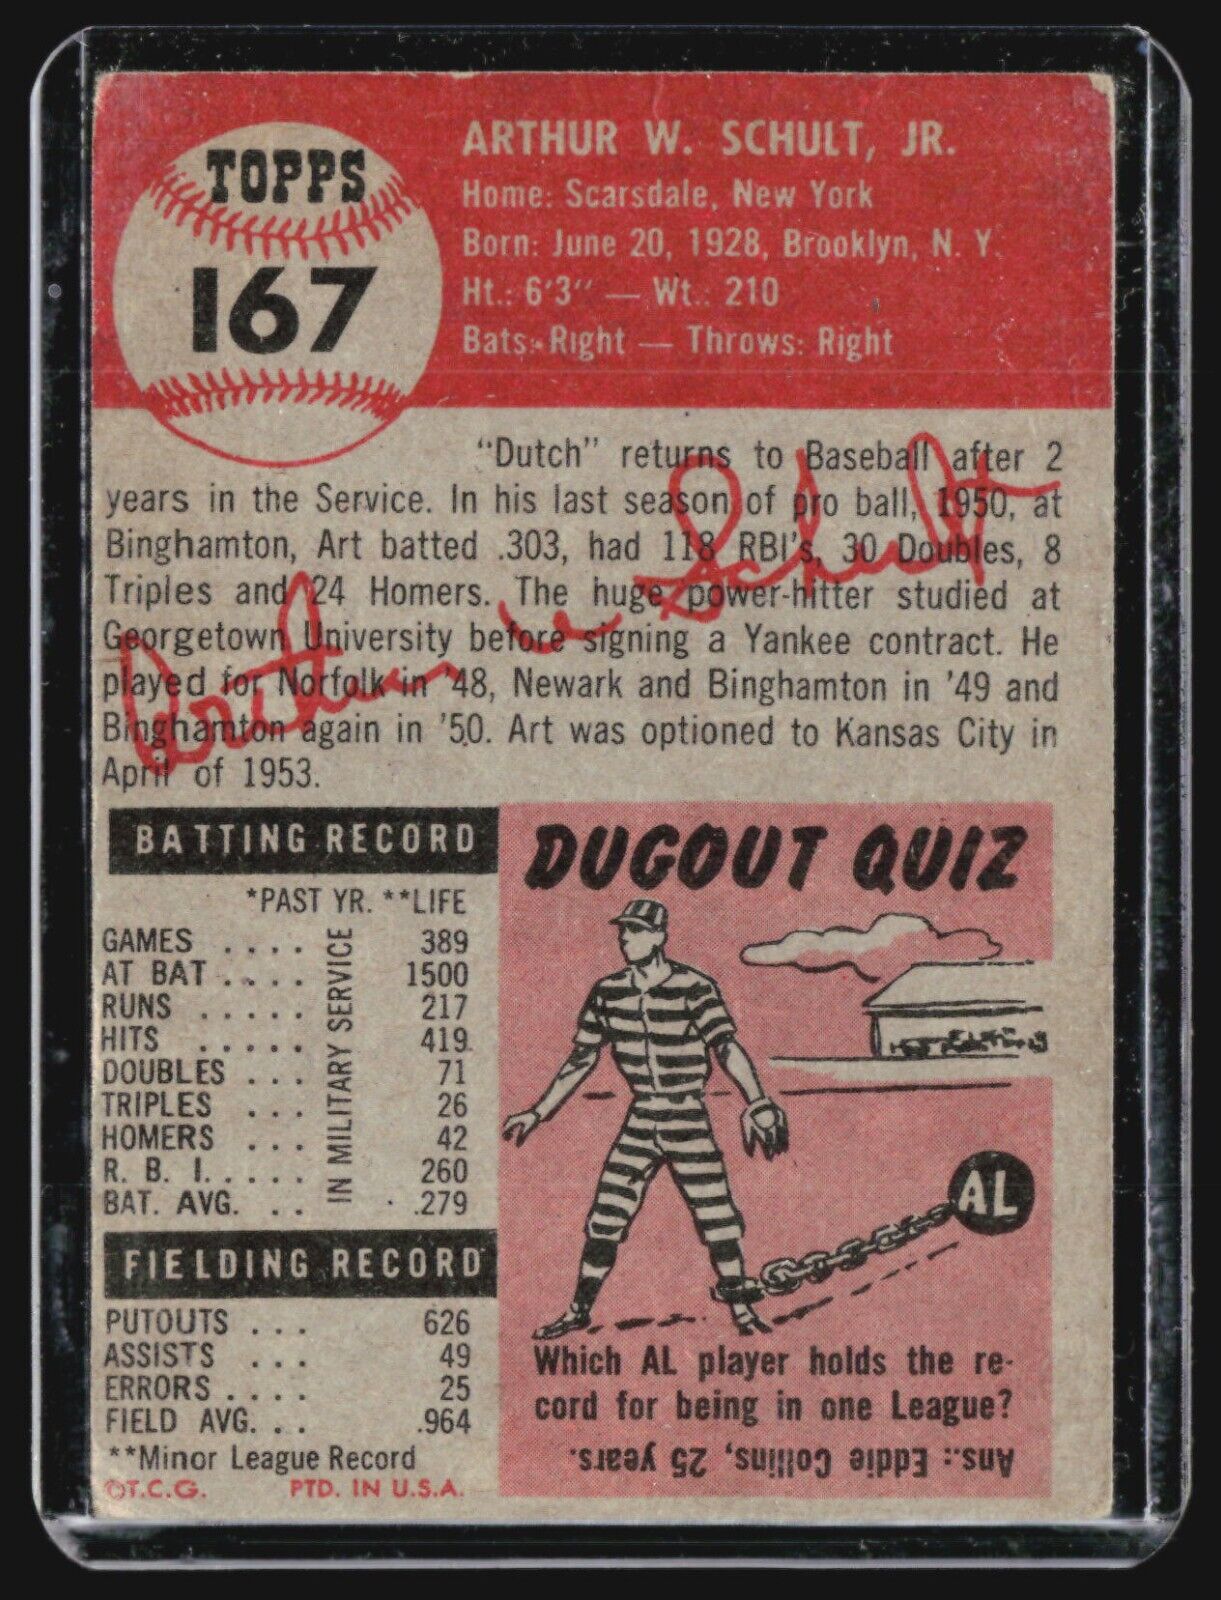 TOPPS
167
ARTHUR W. SCHULT, JR.
Home: Scarsdale, New York
Born: June 20, 1928, Brooklyn, N. Y.
Ht.: 6'3" — Wt.: 210
Bats: Right — Throws: Right
"Dutch" returns to Baseball after 2
years in the Service. In his last season of pro ball, 1950, at
Binghamton, Art batted .303, had 118 RBI's, 30 Doubles, 8
Triples and 24 Homers. The huge power-hitter studied at
Georgetown University before signing a Yankee contract. He
played for Norfolk in '48, Newark and Binghamton in '49 and
Binghamton again in '50. Art was optioned to Kansas City in
April of 1953.
Arthur W Schult
BATTING RECORD
*PAST YR. **LIFE
GAMES . . . . 389
AT BAT . . . . 1500
RUNS . . . . . 217
HITS . . . . . 419
DOUBLES . . . 71
TRIPLES . . . 26
HOMERS . . . 42
R. B. I. . . . . 260
BAT. AVG. . . . .279
IN MILITARY SERVICE
FIELDING RECORD
PUTOUTS . . . 626
ASSISTS . . . 49
ERRORS . . . . 25
FIELD AVG. . . .964
**Minor League Record
©T.C.G. PTD. IN U.S.A.
DUGOUT QUIZ
AL
Which AL player holds the re-
cord for being in one League?
Ans.: Eddie Collins, 25 years.